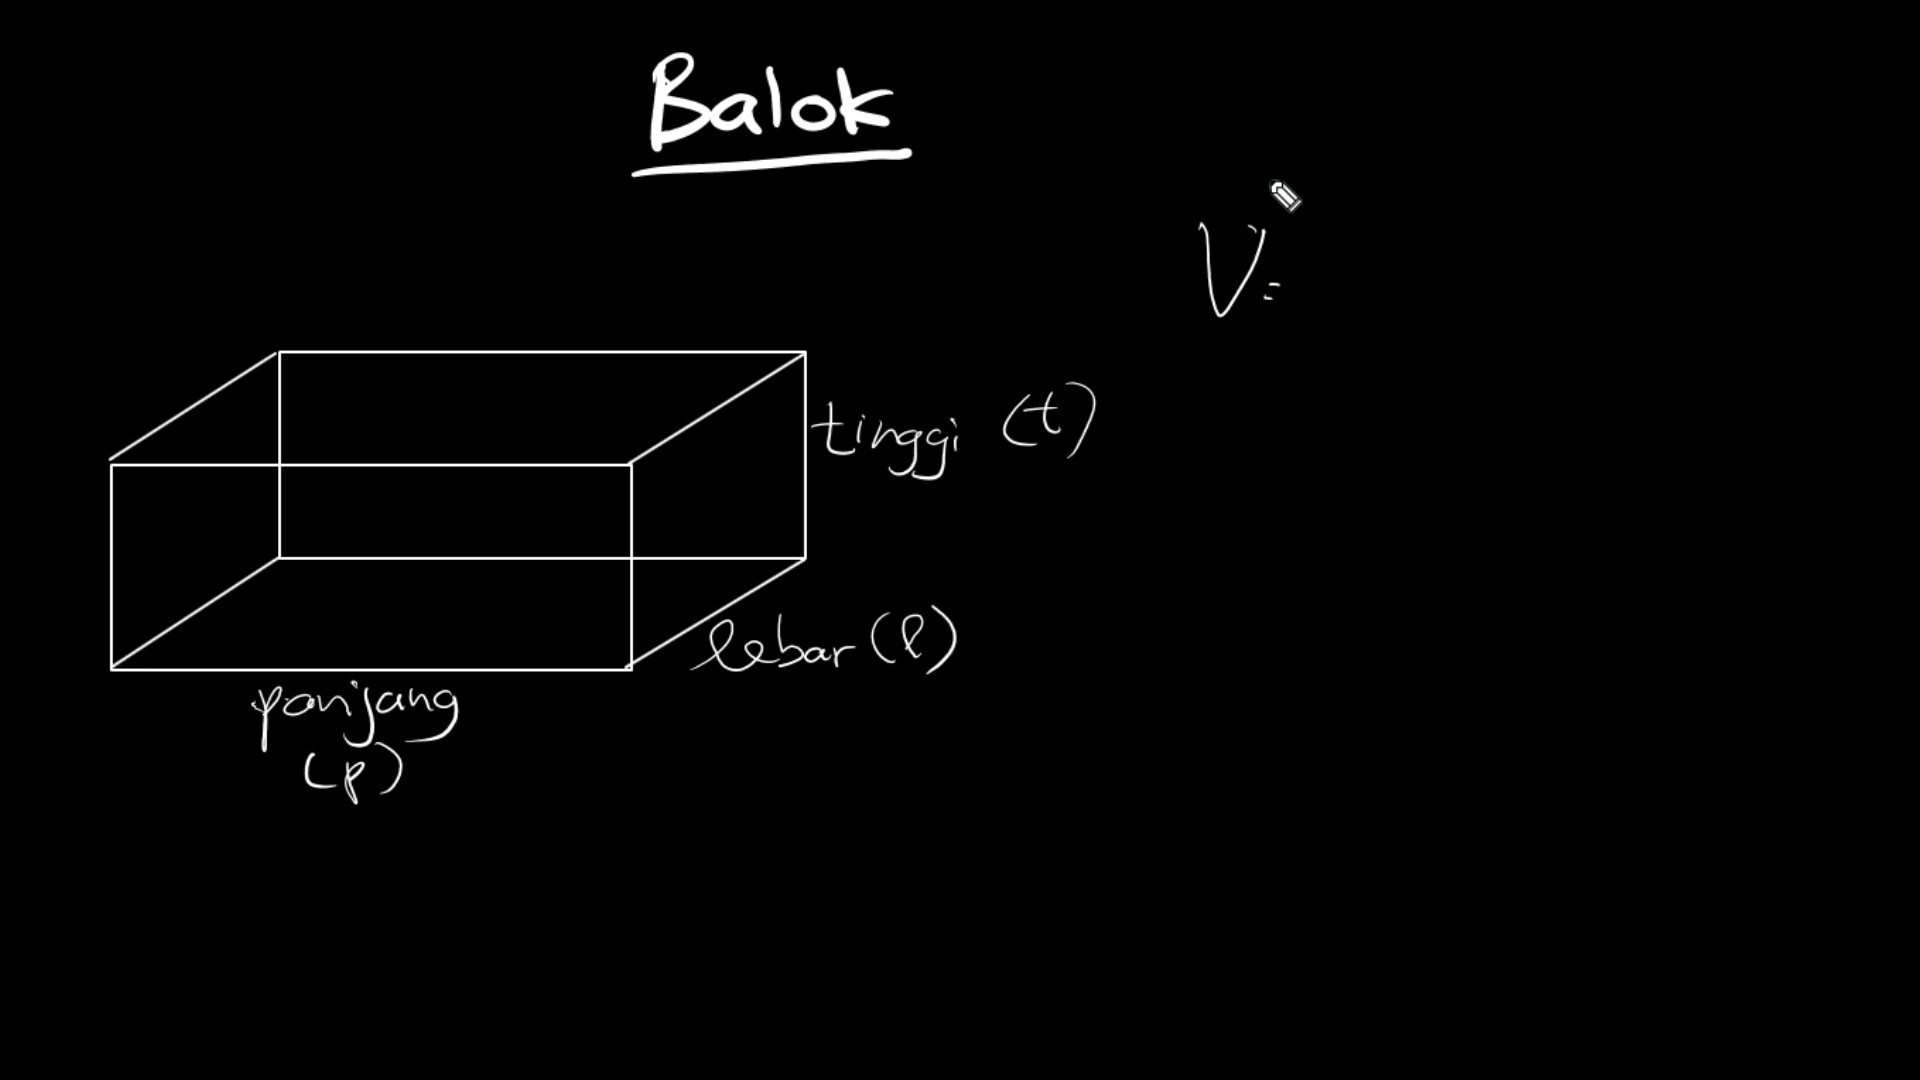 Balok
V=
tinggi (t)
lebar (l)
panjang
(p)